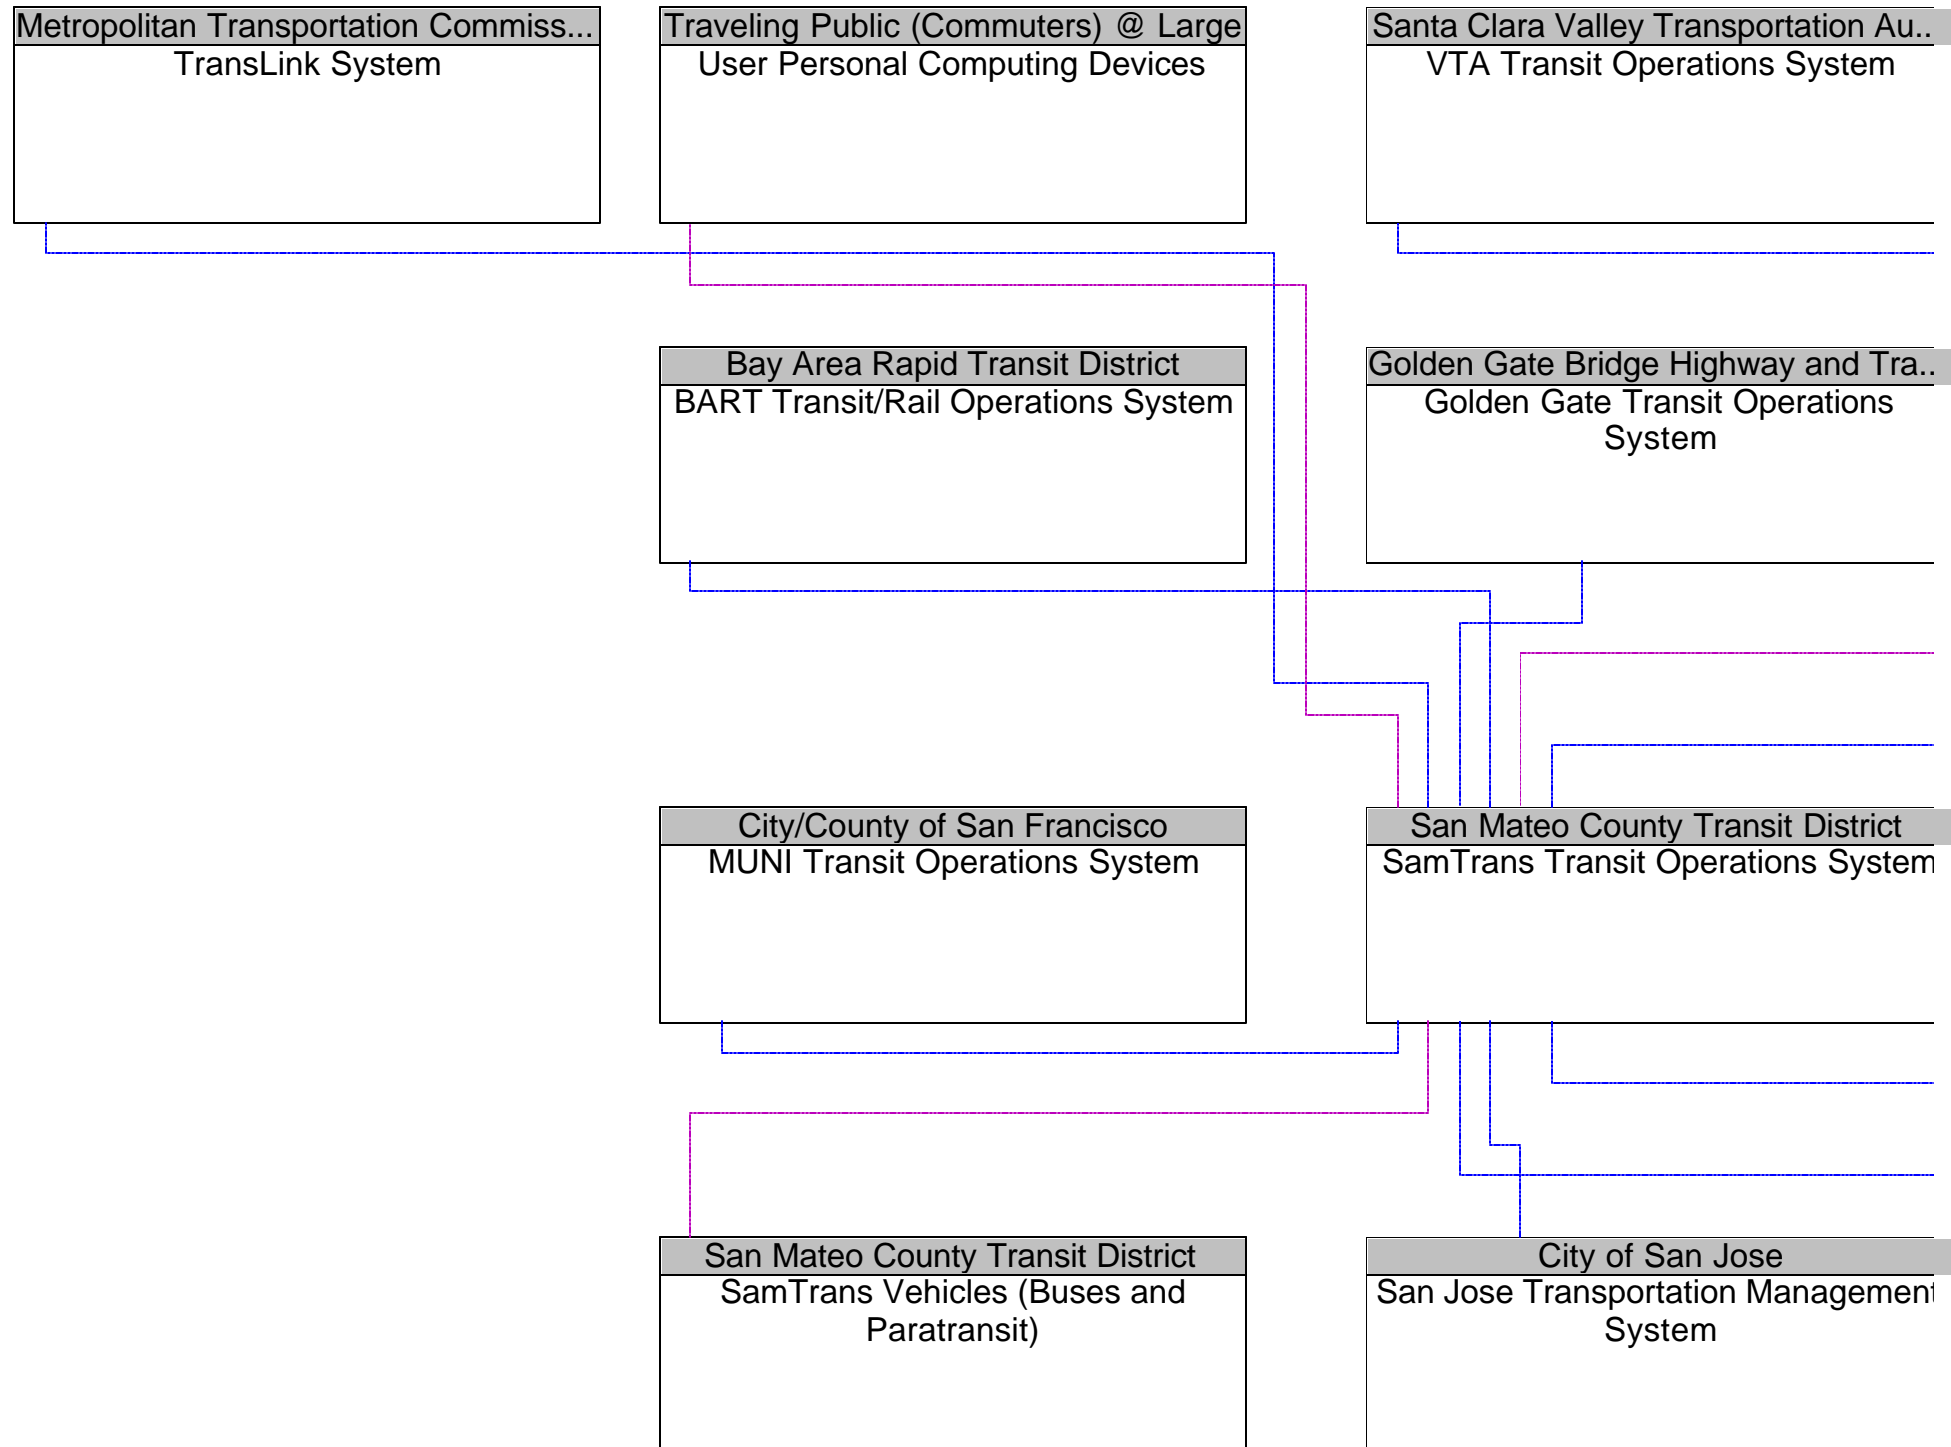 Metropolitan Transportation Commiss...
TransLink System
Traveling Public (Commuters) @ Large
User Personal Computing Devices
Santa Clara Valley Transportation Au..
VTA Transit Operations System
Bay Area Rapid Transit District
BART Transit/Rail Operations System
Golden Gate Bridge Highway and Tra..
Golden Gate Transit Operations
System
City/County of San Francisco
MUNI Transit Operations System
San Mateo County Transit District
SamTrans Transit Operations System
San Mateo County Transit District
SamTrans Vehicles (Buses and
Paratransit)
City of San Jose
San Jose Transportation Management
System